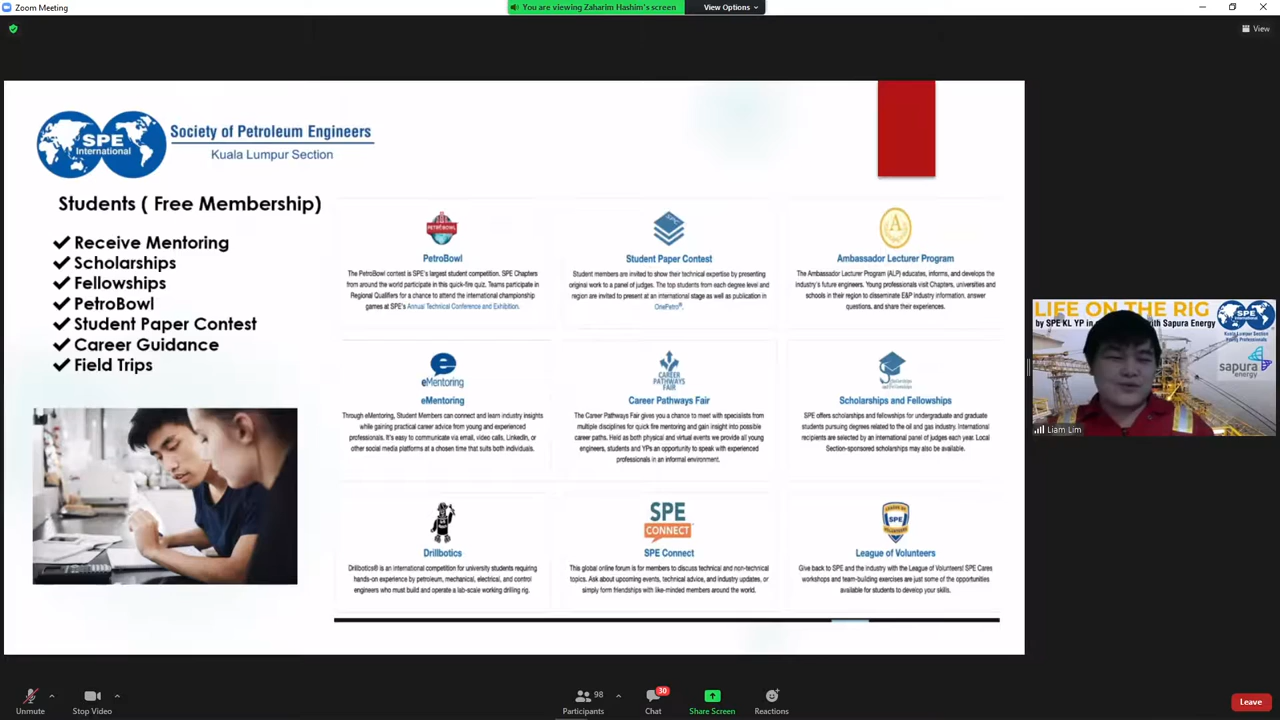 Zoom Meeting
You are viewing Zaharim Hashim's screen
View Options
View
SPE
International
Society of Petroleum Engineers
Kuala Lumpur Section
Students ( Free Membership)
Receive Mentoring
Scholarships
Fellowships
PetroBowl
Student Paper Contest
Career Guidance
Field Trips
PETROBOWL
PetroBowl
The PetroBowl contest is SPE's largest student competition. SPE Chapters
from around the world participate in this quick-fire quiz. Teams participate in
Regional Qualifiers for a chance to attend the international championship
games at SPE's Annual Technical Conference and Exhibition.
SPC
Student Paper Contest
Student members are invited to show their technical expertise by presenting
original work to a panel of judges. The top students from each degree level and
region are invited to present at an international stage as well as publication in
OnePetro®.
A
Ambassador Lecturer Program
The Ambassador Lecturer Program (ALP) educates, informs, and develops the
industry's future engineers. Young professionals visit Chapters, universities and
schools in their region to disseminate E&P industry information, answer
questions, and share their experiences.
eMentoring
eMentoring
Through eMentoring, Student Members can connect and learn industry insights
while gaining practical career advice from young and experienced
professionals. It's easy to communicate via email, video calls, LinkedIn, or
other social media platforms at a chosen time that suits both individuals.
CAREER
PATHWAYS
FAIR
Career Pathways Fair
The Career Pathways Fair gives you a chance to meet with specialists from
multiple disciplines for quick fire mentoring and gain insight into possible
career paths. Held as both physical and virtual events we provide all young
engineers, students and YPs an opportunity to speak with experienced
professionals in an informal environment.
Scholarships and Fellowships
SPE offers scholarships and fellowships for undergraduate and graduate
students pursuing degrees related to the oil and gas industry. International
recipients are selected by an international panel of judges each year. Local
Section-sponsored scholarships may also be available.
Drillbotics
Drillbotics® is an international competition for university students requiring
hands-on experience by petroleum, mechanical, electrical, and control
engineers who must build and operate a lab-scale working drilling rig.
SPE
CONNECT
SPE Connect
This global online forum is for members to discuss technical and non-technical
topics. Ask about upcoming events, technical advice, and industry updates, or
simply form friendships with like-minded members around the world.
SPE
League of Volunteers
Give back to SPE and the industry with the League of Volunteers! SPE Cares
workshops and team-building exercises are just some of the opportunities
available for students to develop your skills.
LIFE ON THE RIG
by SPE KL YP in with Sapura Energy
SPE
International
Kuala Lumpur Section
Young Professionals
sapura
energy
Liam Lim
Unmute
Stop Video
98
Participants
30
Chat
Share Screen
Reactions
Leave